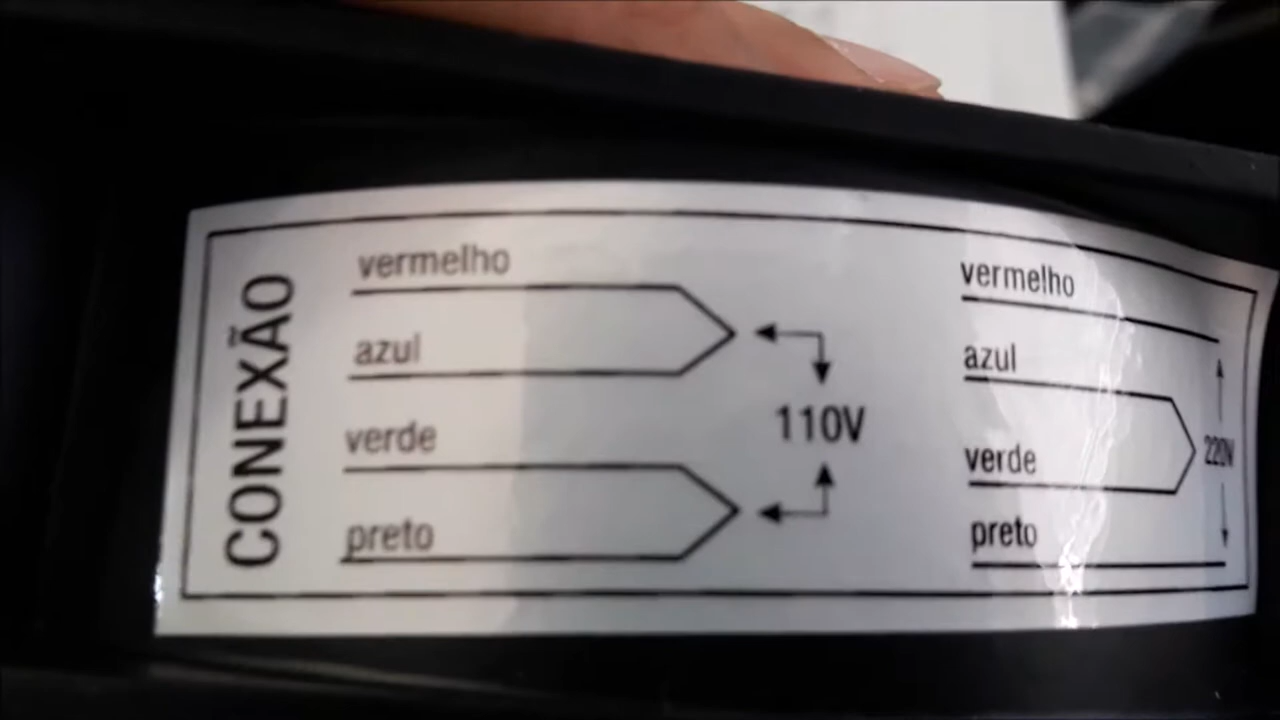 CONEXÃO
vermelho
azul
verde
preto
110V
vermelho
azul
verde
preto
220V